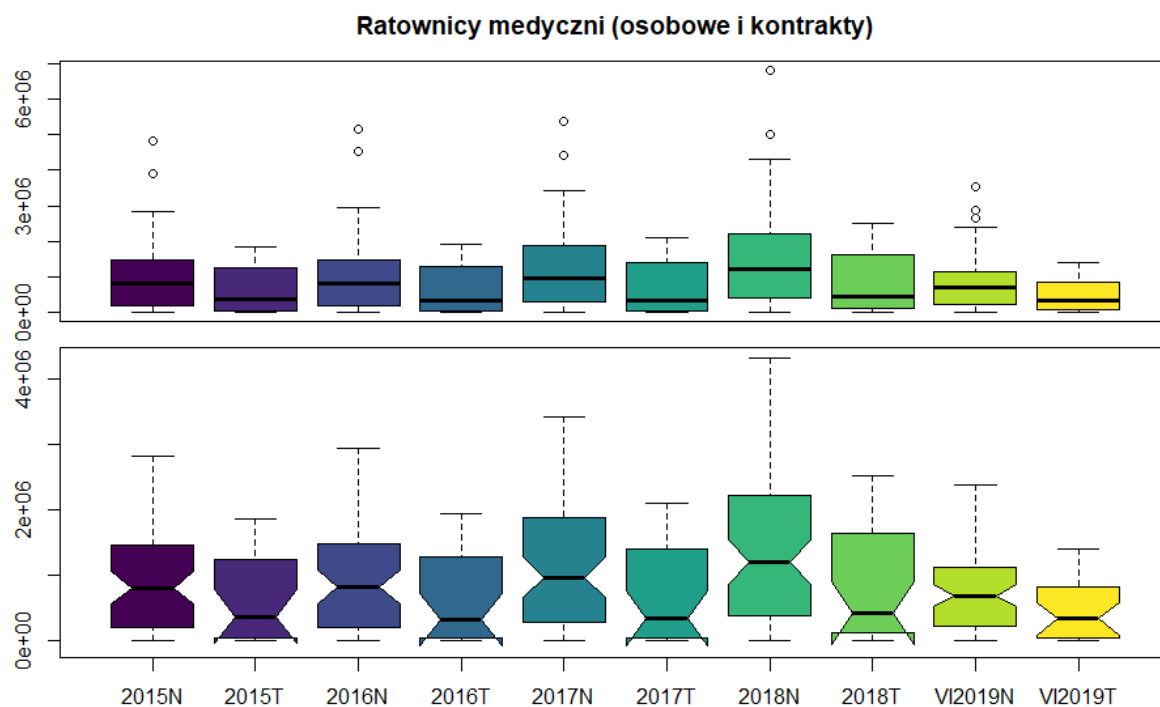 Ratownicy medyczni (osobowe i kontrakty)
6e+06
3e+06
0e+00
4e+06
2e+06
0e+00
2015N 2015T 2016N 2016T 2017N 2017T 2018N 2018T VI2019N VI2019T